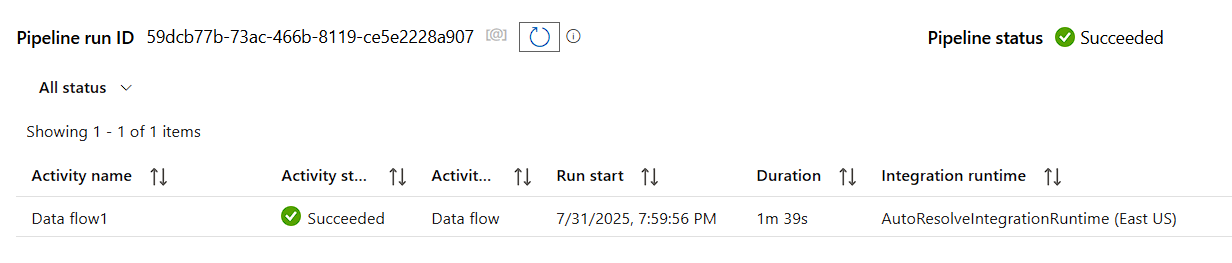 Pipeline run ID 59dcb77b-73ac-466b-8119-ce5e2228a907 [@] Pipeline status Succeeded
All status
Showing 1 - 1 of 1 items
Activity name Activity st... Activit... Run start Duration Integration runtime
Data flow1 Succeeded Data flow 7/31/2025, 7:59:56 PM 1m 39s AutoResolveIntegrationRuntime (East US)